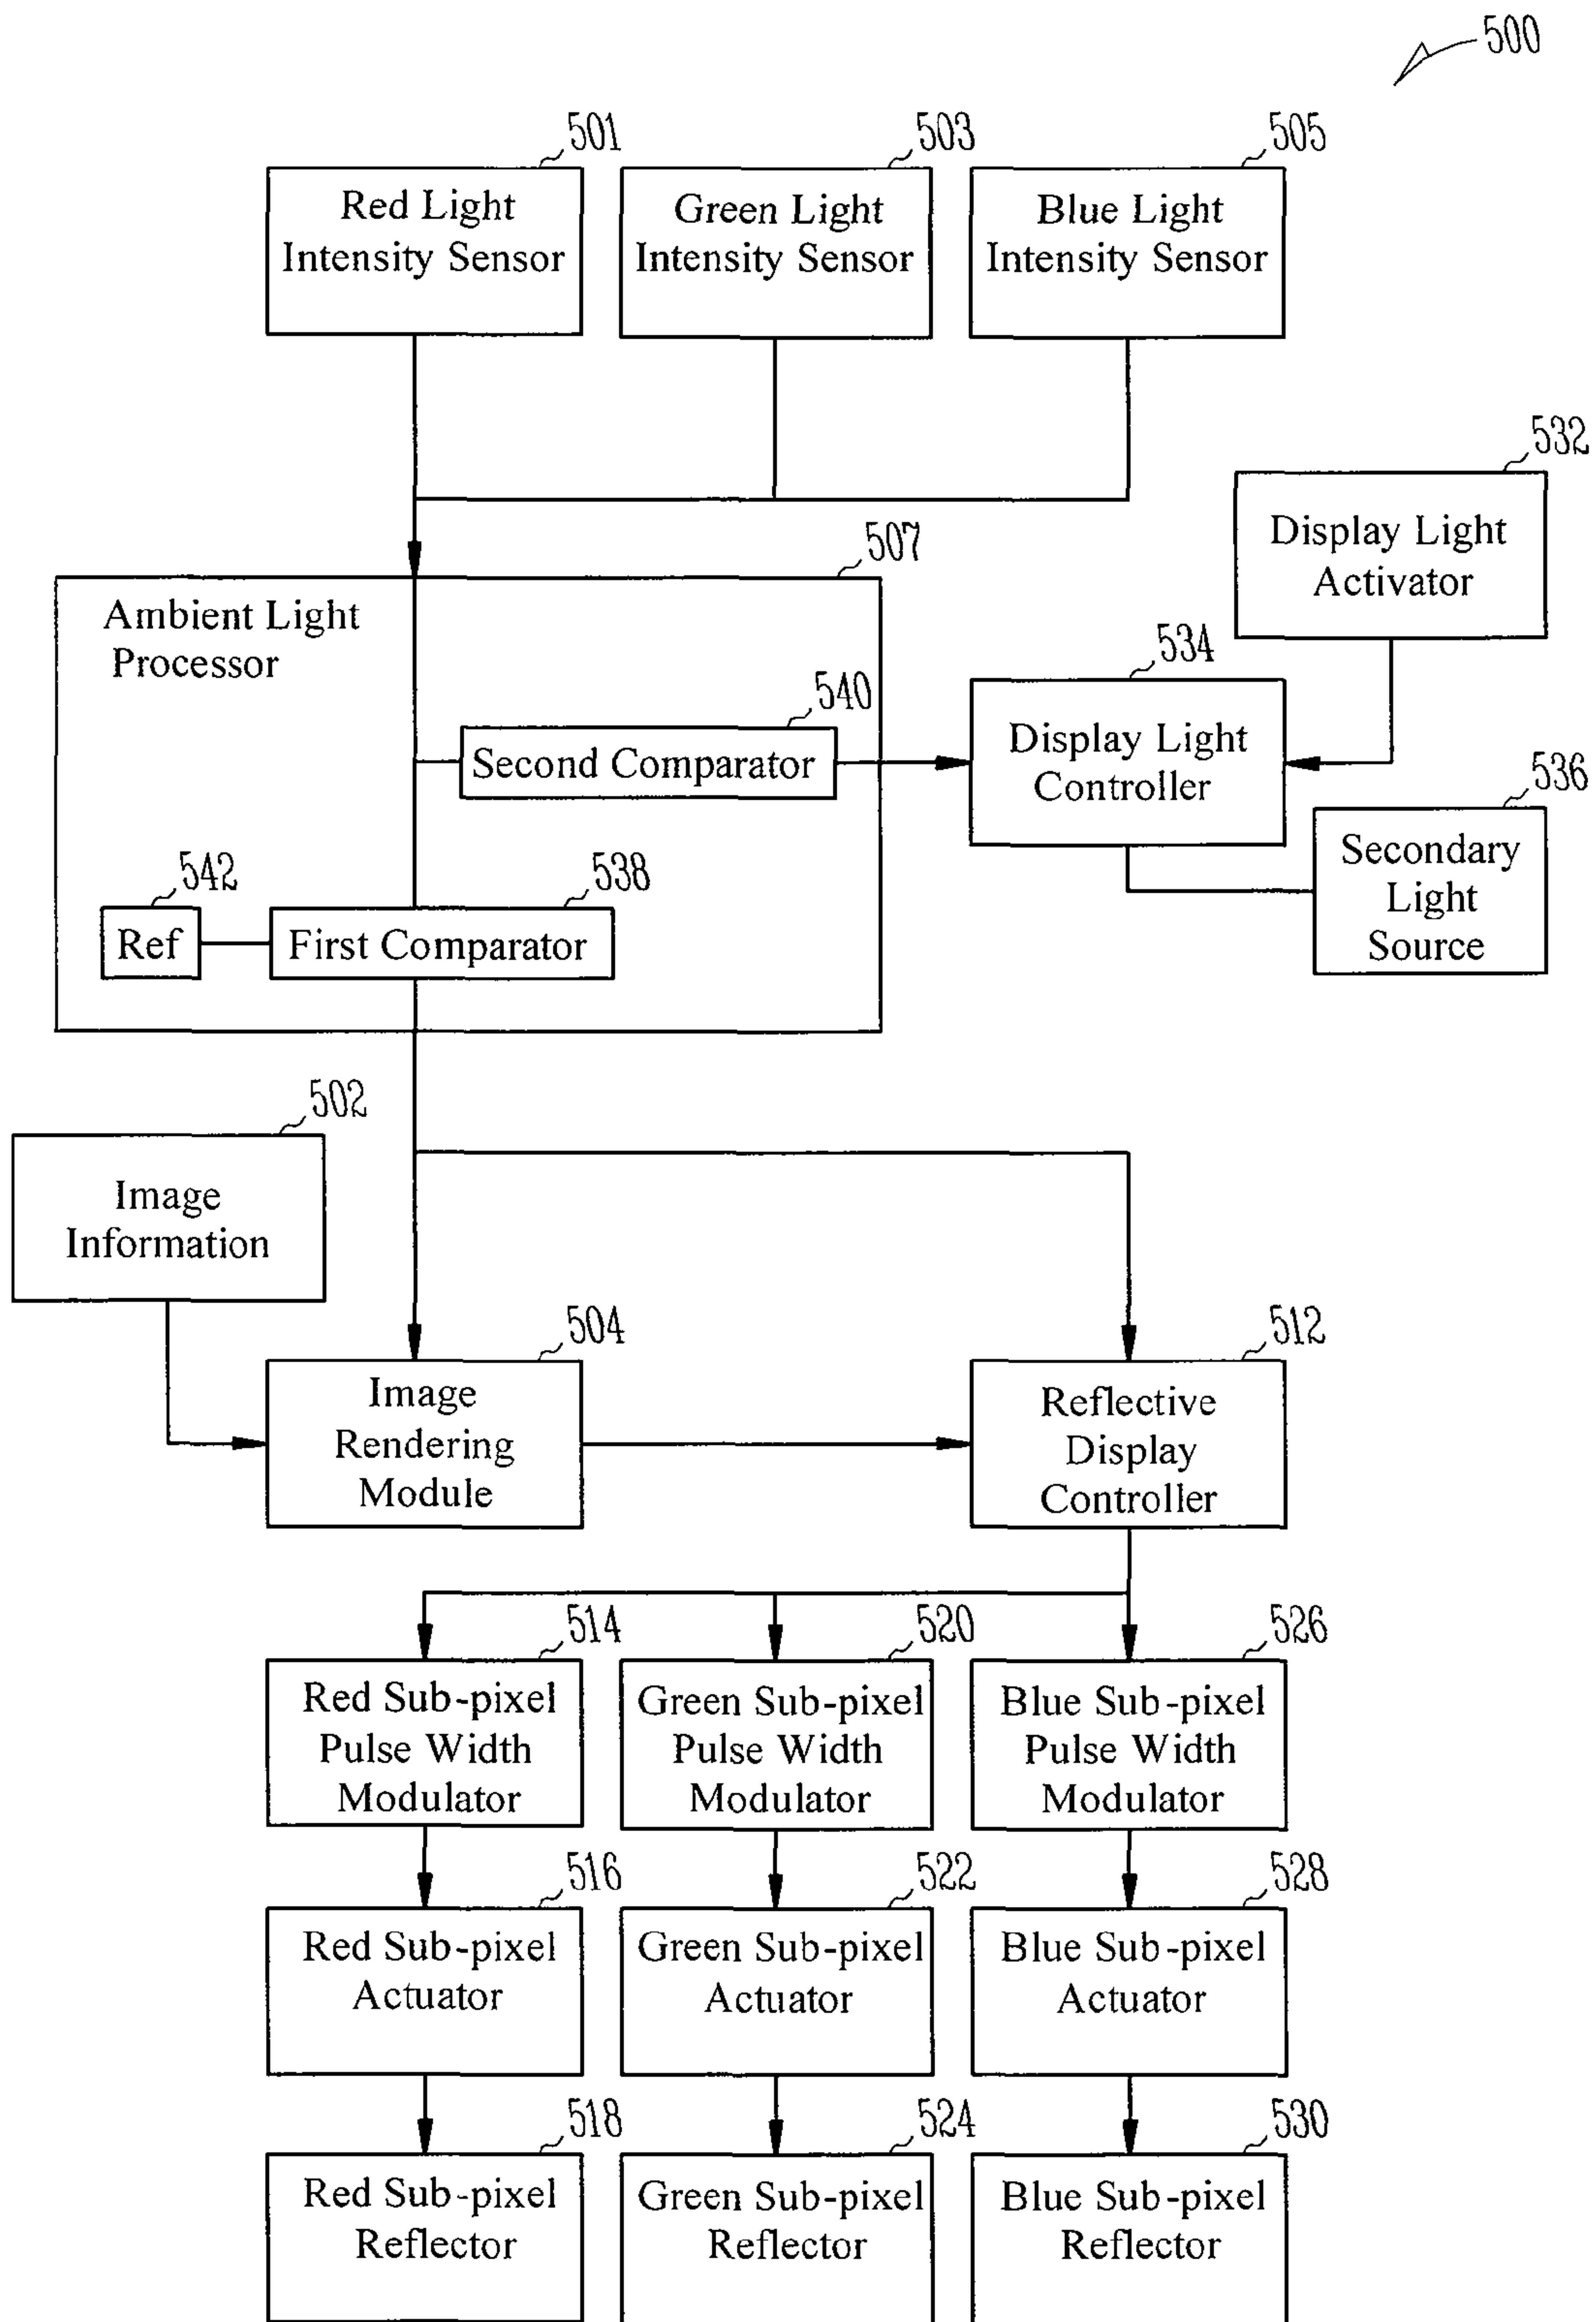 500
501
503
505
Red Light
Intensity Sensor
Green Light
Intensity Sensor
Blue Light
Intensity Sensor
532
Display Light
Activator
507
Ambient Light
Processor
534
Display Light
Controller
540
Second Comparator
536
Secondary
Light
Source
542
Ref
538
First Comparator
502
Image
Information
504
Image
Rendering
Module
512
Reflective
Display
Controller
514
Red Sub-pixel
Pulse Width
Modulator
520
Green Sub-pixel
Pulse Width
Modulator
526
Blue Sub-pixel
Pulse Width
Modulator
516
Red Sub-pixel
Actuator
522
Green Sub-pixel
Actuator
528
Blue Sub-pixel
Actuator
518
Red Sub-pixel
Reflector
524
Green Sub-pixel
Reflector
530
Blue Sub-pixel
Reflector